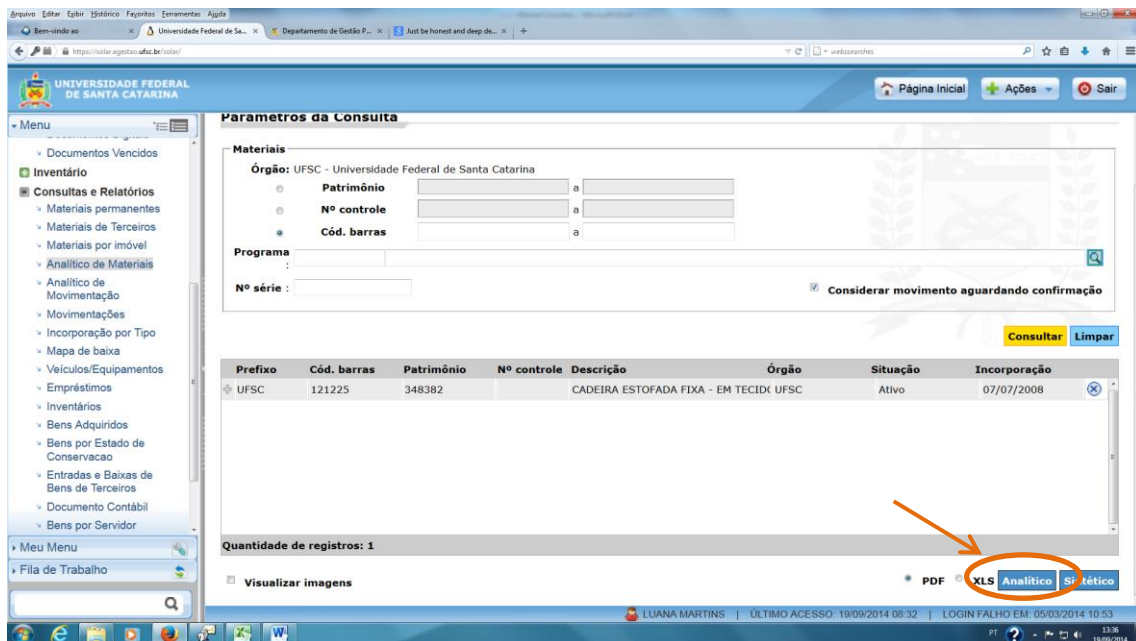 Arquivo Editar Exibir Histórico Favoritos Ferramentas Ajuda
Bem-vindo ao
Universidade Federal de Sa...
Departamento de Gestão P...
Just be honest and deep de...
https://solar.egestao.ufsc.br/solar/
websearches
UNIVERSIDADE FEDERAL
DE SANTA CATARINA
Página Inicial
Ações
Sair
Menu
Documentos Vencidos
Inventário
Consultas e Relatórios
Materiais permanentes
Materiais de Terceiros
Materiais por imóvel
Analítico de Materiais
Analítico de
Movimentação
Movimentações
Incorporação por Tipo
Mapa de baixa
Veículos/Equipamentos
Empréstimos
Inventários
Bens Adquiridos
Bens por Estado de
Conservacao
Entradas e Baixas de
Bens de Terceiros
Documento Contábil
Bens por Servidor
Meu Menu
Fila de Trabalho
Parâmetros da Consulta
Materiais
Órgão: UFSC - Universidade Federal de Santa Catarina
Patrimônio a
Nº controle a
Cód. barras a
Programa
:
Nº série :
Considerar movimento aguardando confirmação
Consultar Limpar
Prefixo Cód. barras Patrimônio Nº controle Descrição Órgão Situação Incorporação
UFSC 121225 348382 CADEIRA ESTOFADA FIXA - EM TECIDO UFSC Ativo 07/07/2008
Quantidade de registros: 1
Visualizar imagens
PDF XLS Analítico Sintético
LUANA MARTINS | ÚLTIMO ACESSO: 19/09/2014 08:32 | LOGIN FALHO EM: 05/03/2014 10:53
PT
13:36
19/09/2014